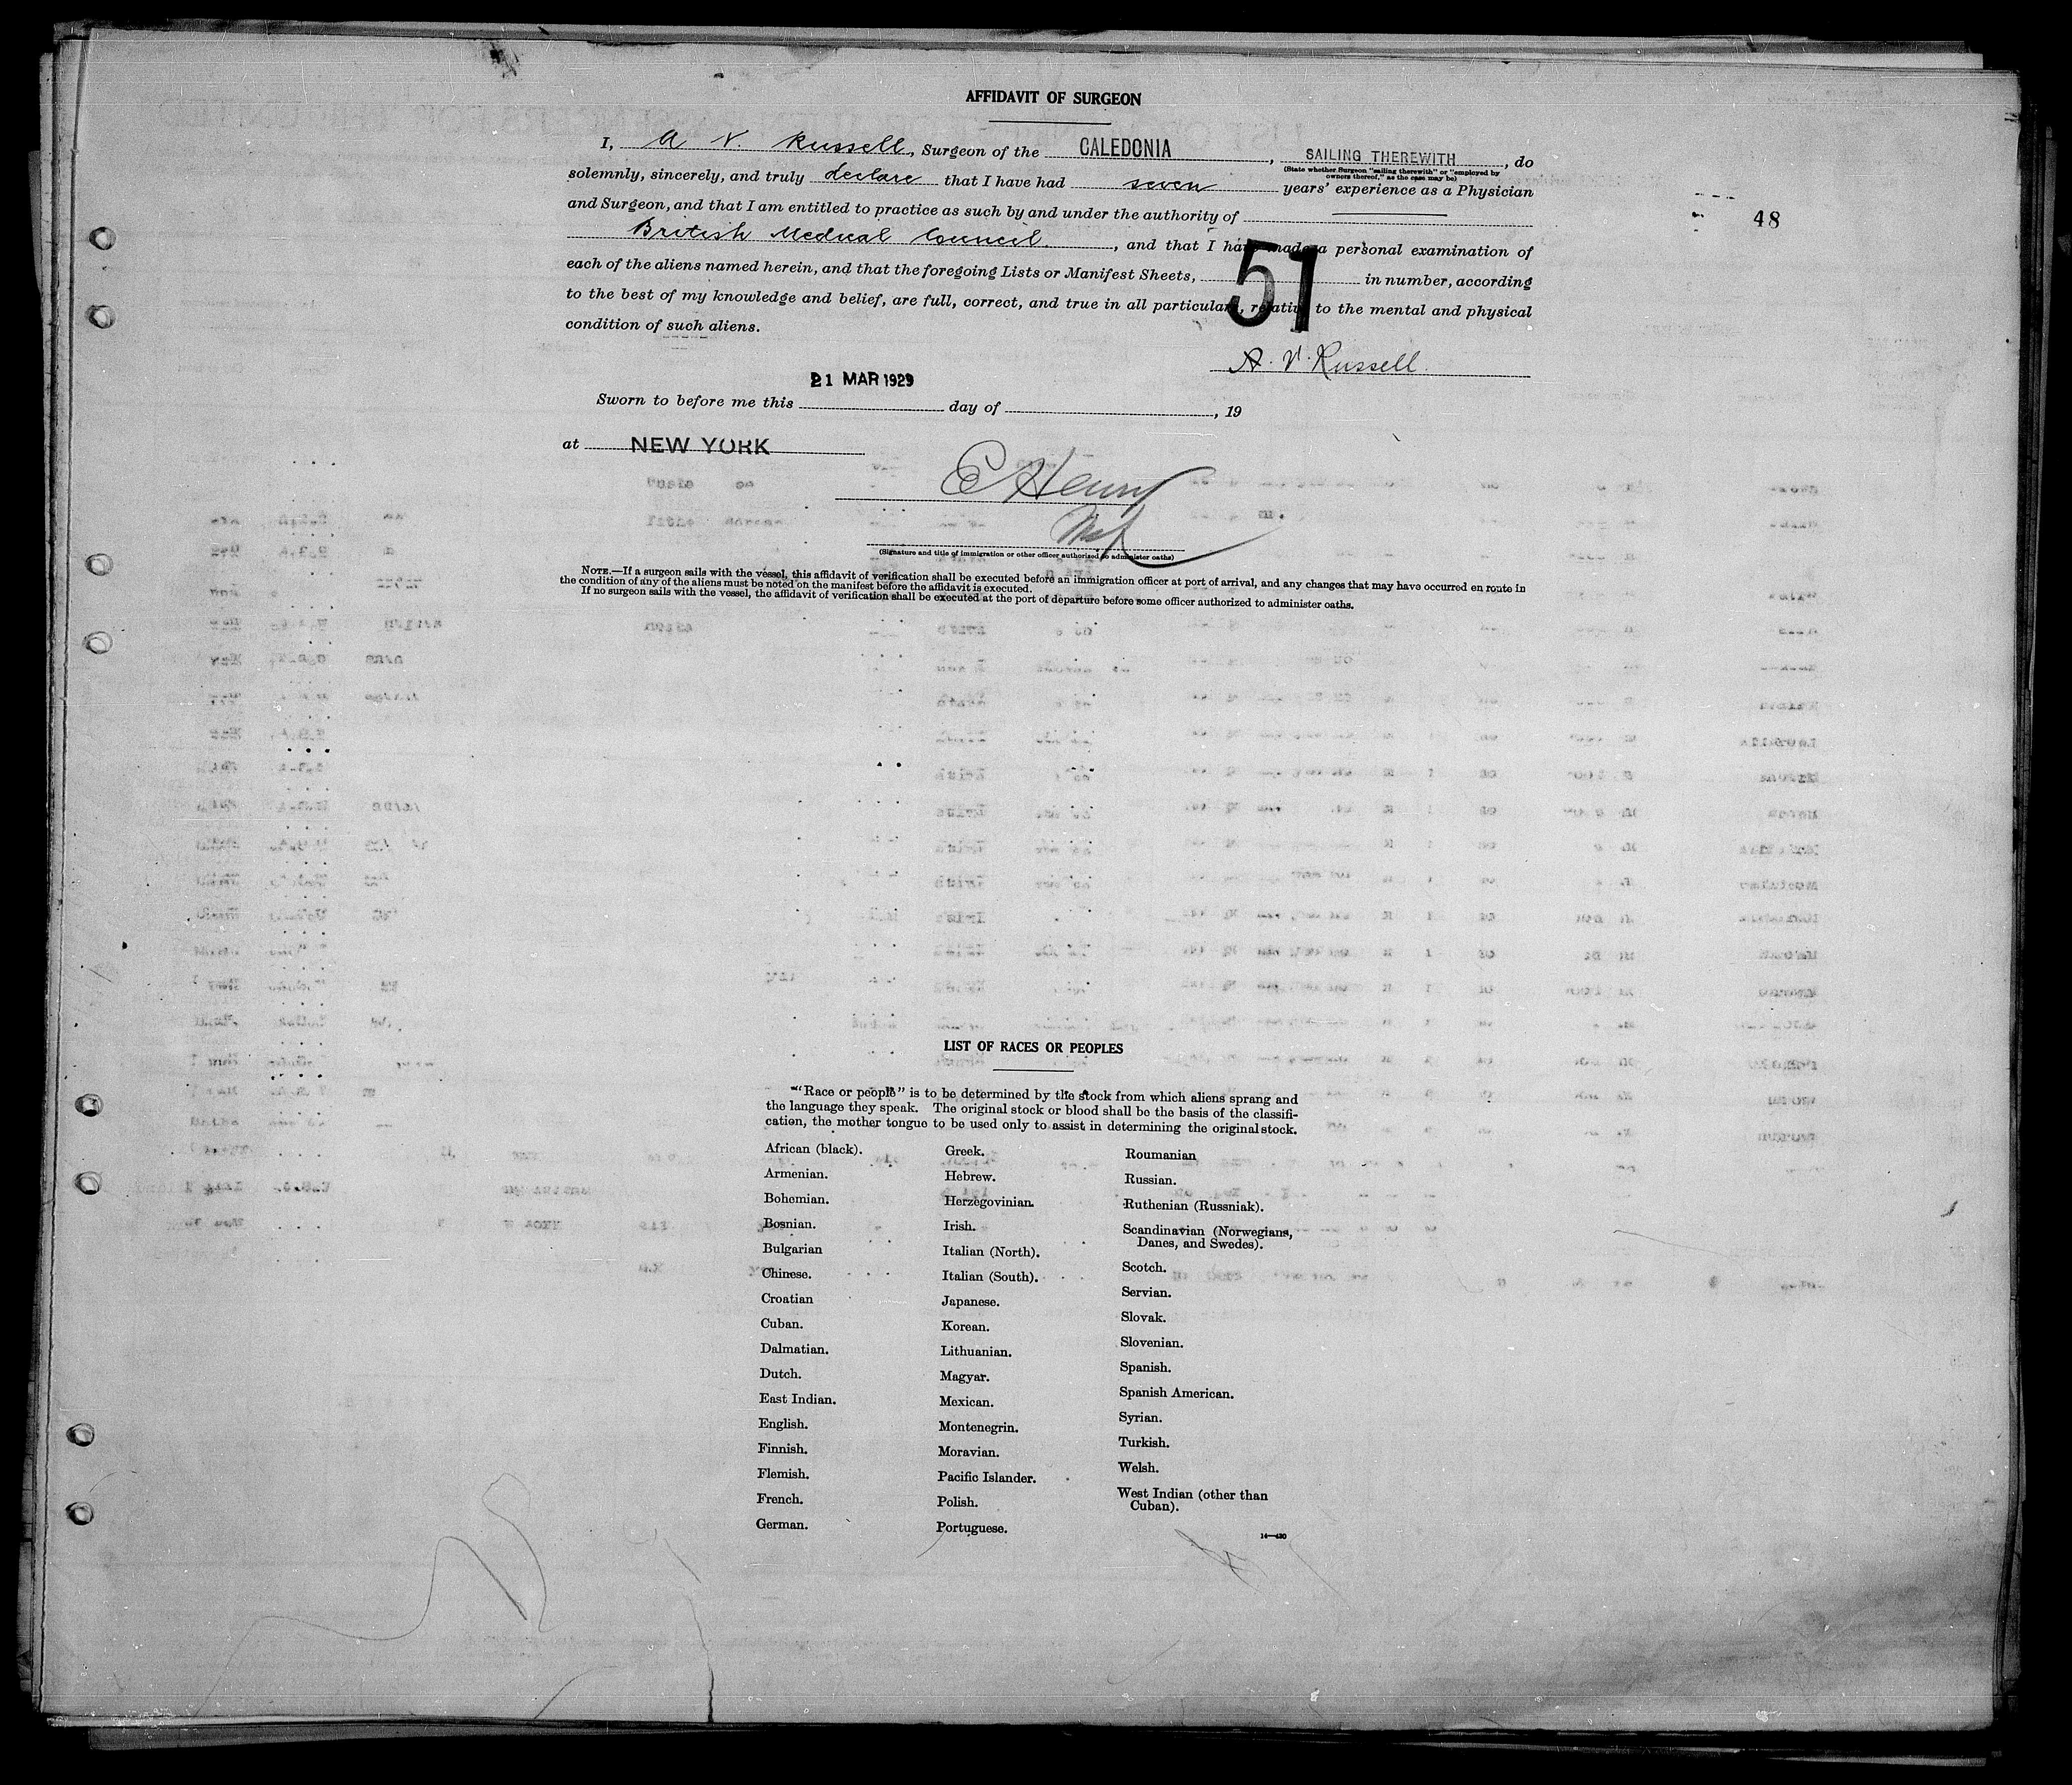 AFFIDAVIT OF SURGEON
I, A V. Russell, Surgeon of the CALEDONIA, SAILING THEREWITH, do
(State whether Surgeon "sailing therewith" or "employed by
owners thereof," as the case may be)
solemnly, sincerely, and truly declare that I have had seven years' experience as a Physician
and Surgeon, and that I am entitled to practice as such by and under the authority of
48
British Medical Council, and that I have made a personal examination of
each of the aliens named herein, and that the foregoing Lists or Manifest Sheets, 51 in number, according
to the best of my knowledge and belief, are full, correct, and true in all particulars, relative to the mental and physical
condition of such aliens.
A. V. Russell.
21 MAR 1929
Sworn to before me this day of , 19
at NEW YORK
E Henry
(Signature and title of immigration or other officer authorized to administer oaths)
NOTE.—If a surgeon sails with the vessel, this affidavit of verification shall be executed before an immigration officer at port of arrival, and any changes that may have occurred en route in
the condition of any of the aliens must be noted on the manifest before the affidavit is executed.
If no surgeon sails with the vessel, the affidavit of verification shall be executed at the port of departure before some officer authorized to administer oaths.
LIST OF RACES OR PEOPLES
"Race or people" is to be determined by the stock from which aliens sprang and
the language they speak. The original stock or blood shall be the basis of the classifi-
cation, the mother tongue to be used only to assist in determining the original stock.
African (black).
Armenian.
Bohemian.
Bosnian.
Bulgarian
Chinese.
Croatian
Cuban.
Dalmatian.
Dutch.
East Indian.
English.
Finnish.
Flemish.
French.
German.
Greek.
Hebrew.
Herzegovinian.
Irish.
Italian (North).
Italian (South).
Japanese.
Korean.
Lithuanian.
Magyar.
Mexican.
Montenegrin.
Moravian.
Pacific Islander.
Polish.
Portuguese.
Roumanian
Russian.
Ruthenian (Russniak).
Scandinavian (Norwegians,
Danes, and Swedes).
Scotch.
Servian.
Slovak.
Slovenian.
Spanish.
Spanish American.
Syrian.
Turkish.
Welsh.
West Indian (other than
Cuban).
14—430